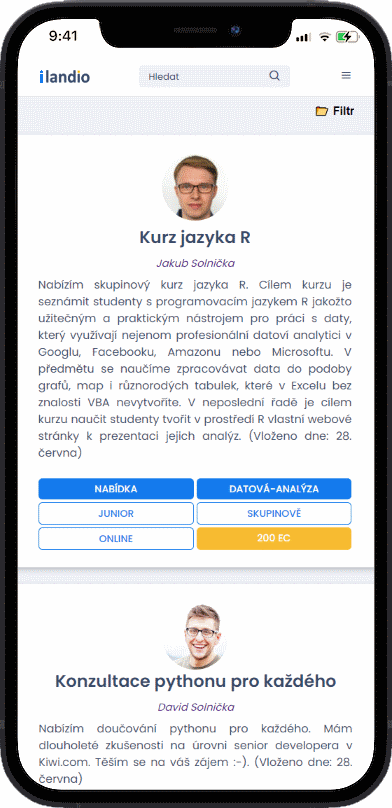 9:41
ilandio
Hledat
Filtr
Kurz jazyka R
Jakub Solnička
Nabízím skupinový kurz jazyka R. Cílem kurzu je
seznámit studenty s programovacím jazykem R jakožto
užitečným a praktickým nástrojem pro práci s daty,
který využívají nejenom profesionální datoví analytici v
Googlu, Facebooku, Amazonu nebo Microsoftu. V
předmětu se naučíme zpracovávat data do podoby
grafů, map i různorodých tabulek, které v Excelu bez
znalosti VBA nevytvoříte. V neposlední řadě je cílem
kurzu naučit studenty tvořit v prostředí R vlastní webové
stránky k prezentaci jejich analýz. (Vloženo dne: 28.
června)
NABÍDKA DATOVÁ-ANALÝZA
JUNIOR SKUPINOVÉ
ONLINE 200 EC
Konzultace pythonu pro každého
David Solnička
Nabízím doučování pythonu pro každého. Mám
dlouholeté zkušenosti na úrovni senior developera v
Kiwi.com. Těším se na váš zájem :-). (Vloženo dne: 28.
června)